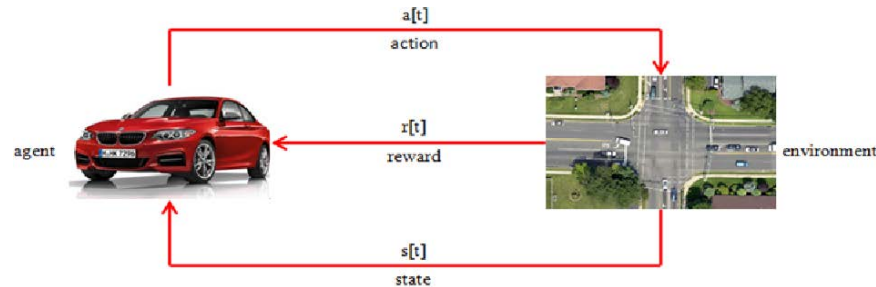 a[t]
action
r[t]
agent
environment
reward
s[t]
state